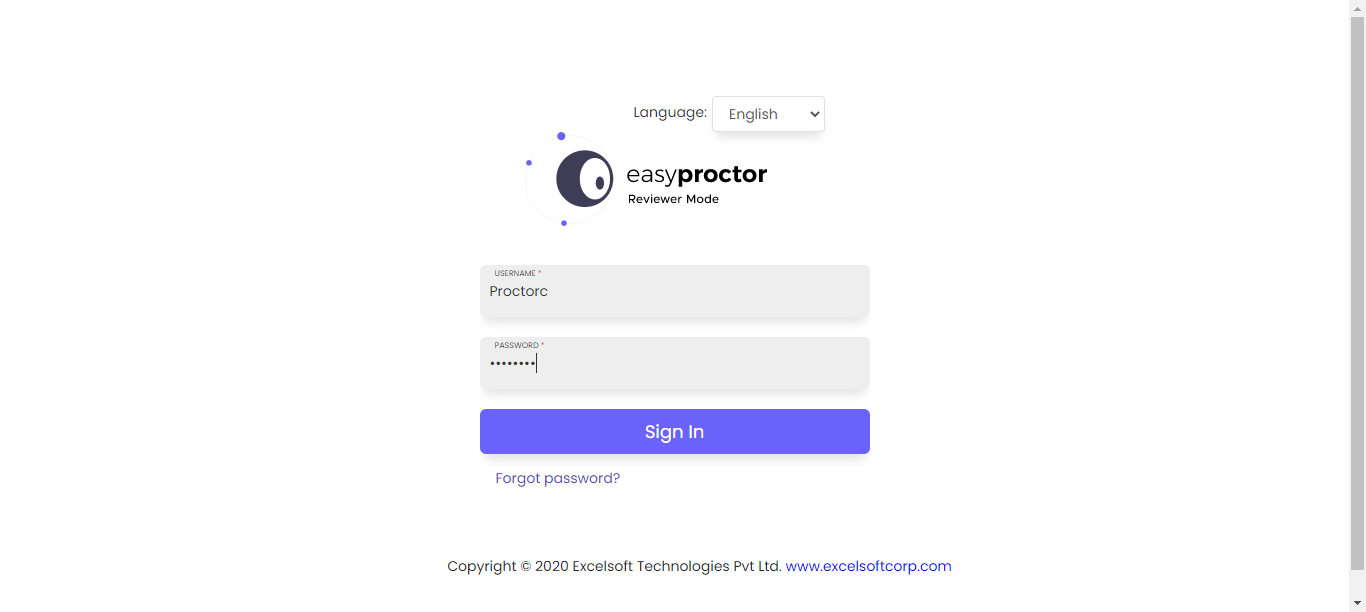 Language: English
easyproctor
Reviewer Mode
USERNAME *
Proctorc
PASSWORD *
••••••••
Sign In
Forgot password?
Copyright © 2020 Excelsoft Technologies Pvt Ltd. www.excelsoftcorp.com